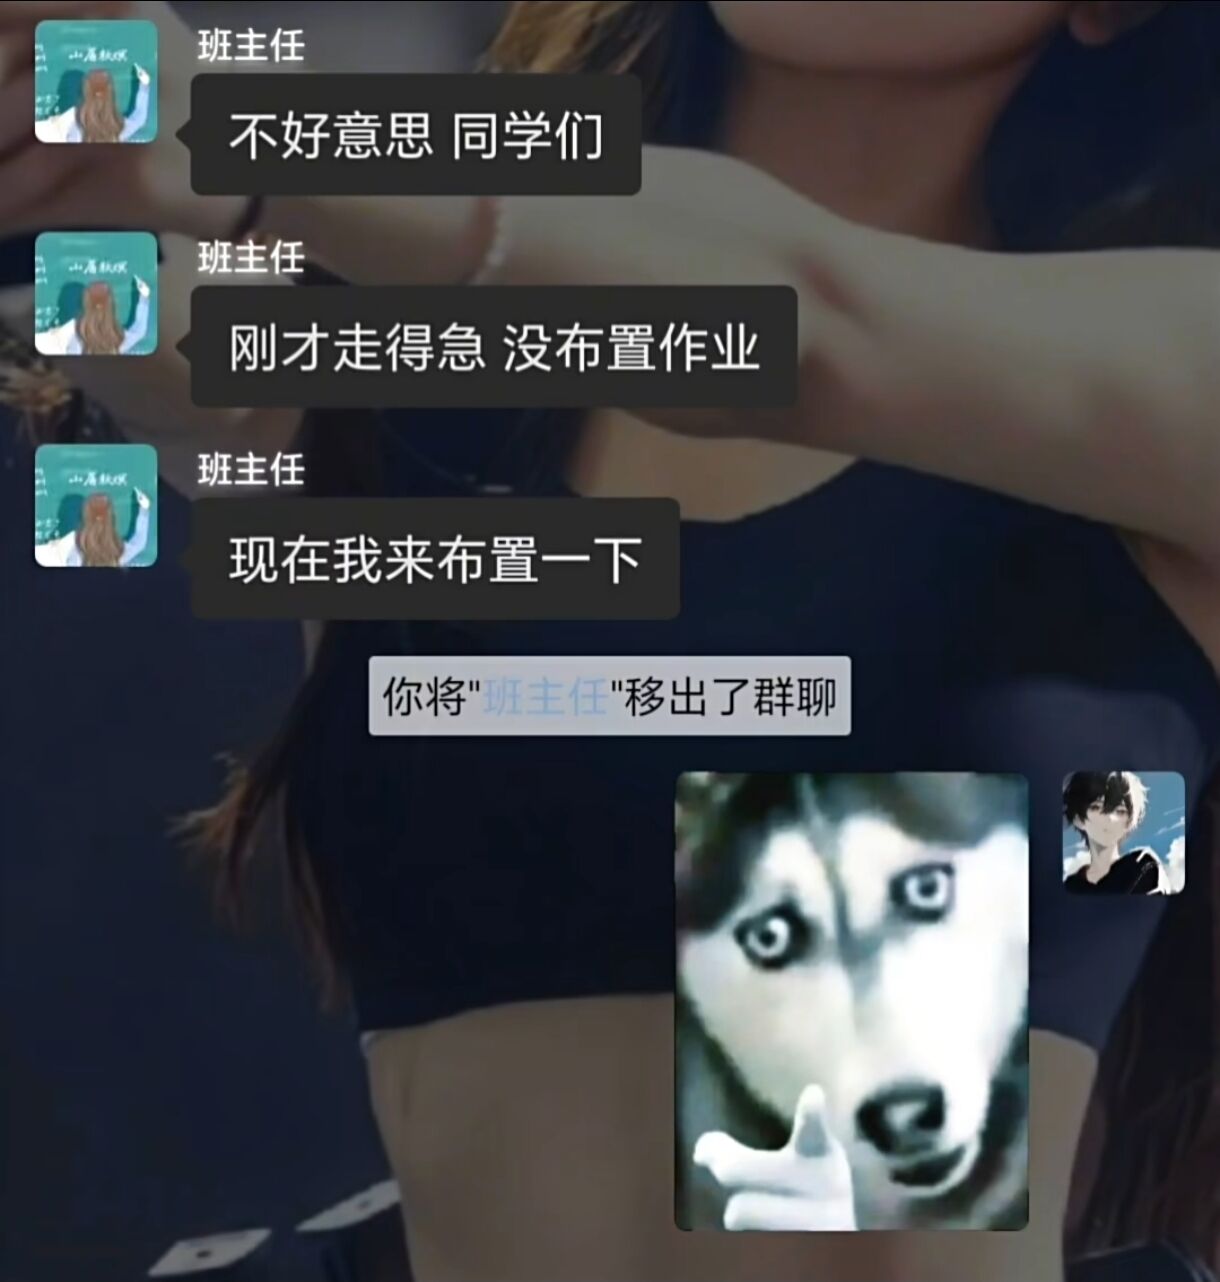 班主任
不好意思 同学们
班主任
刚才走得急 没布置作业
班主任
现在我来布置一下
你将"班主任"移出了群聊